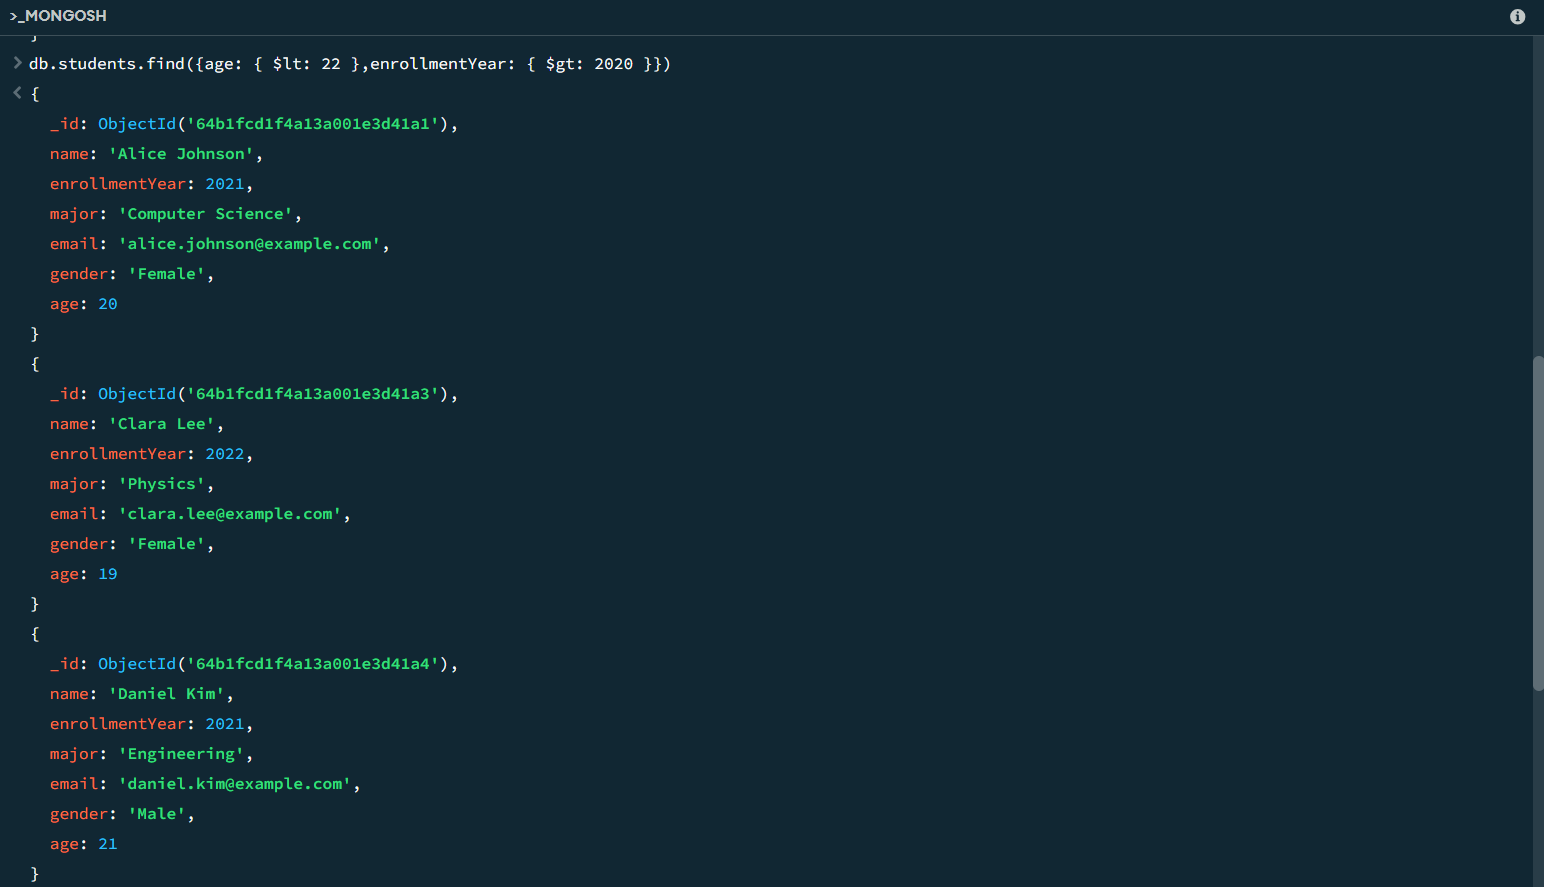 >_MONGOSH
}
> db.students.find({age: { $lt: 22 },enrollmentYear: { $gt: 2020 }})
< {
_id: ObjectId('64b1fcd1f4a13a001e3d41a1'),
name: 'Alice Johnson',
enrollmentYear: 2021,
major: 'Computer Science',
email: 'alice.johnson@example.com',
gender: 'Female',
age: 20
}
{
_id: ObjectId('64b1fcd1f4a13a001e3d41a3'),
name: 'Clara Lee',
enrollmentYear: 2022,
major: 'Physics',
email: 'clara.lee@example.com',
gender: 'Female',
age: 19
}
{
_id: ObjectId('64b1fcd1f4a13a001e3d41a4'),
name: 'Daniel Kim',
enrollmentYear: 2021,
major: 'Engineering',
email: 'daniel.kim@example.com',
gender: 'Male',
age: 21
}